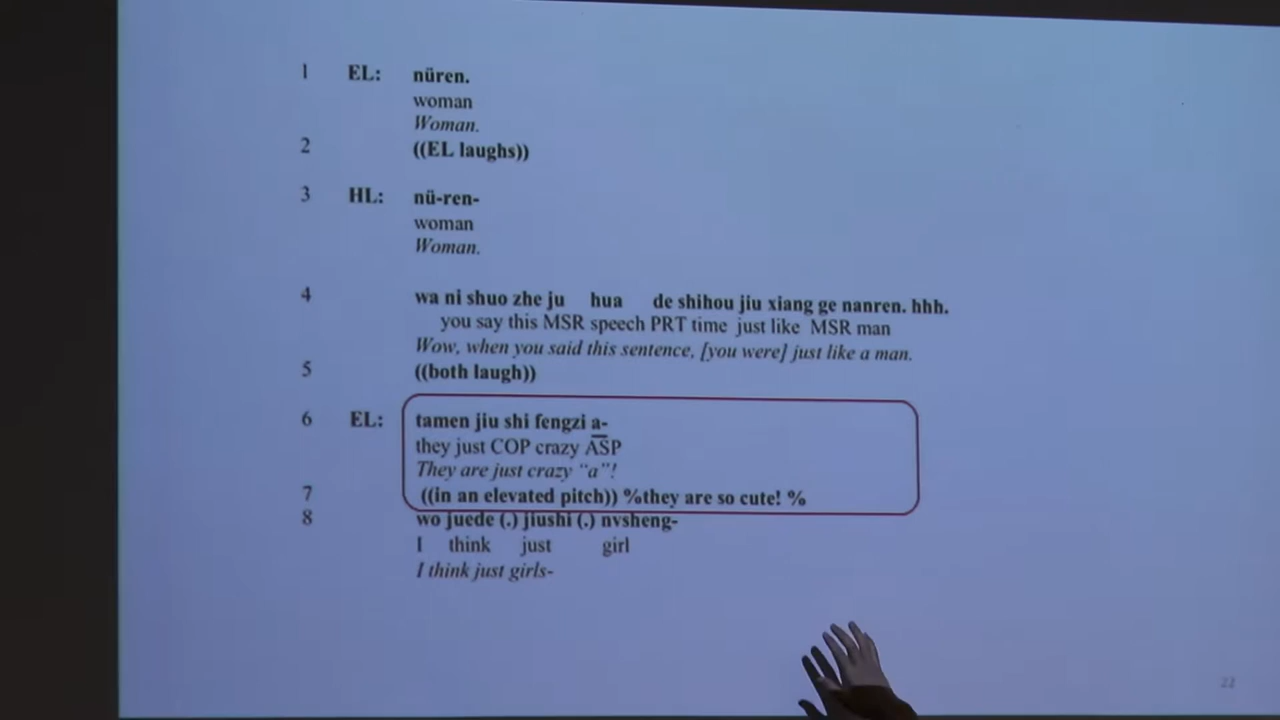 1 EL: nüren.
woman
Woman.
2 ((EL laughs))
3 HL: nü-ren-
woman
Woman.
4 wa ni shuo zhe ju hua de shihou jiu xiang ge nanren. hhh.
you say this MSR speech PRT time just like MSR man
Wow, when you said this sentence, [you were] just like a man.
5 ((both laugh))
6 EL: tamen jiu shi fengzi a-
they just COP crazy ASP
They are just crazy “a”!
7 ((in an elevated pitch)) %they are so cute! %
8 wo juede (.) jiushi (.) nvsheng-
I think just girl
I think just girls-
22